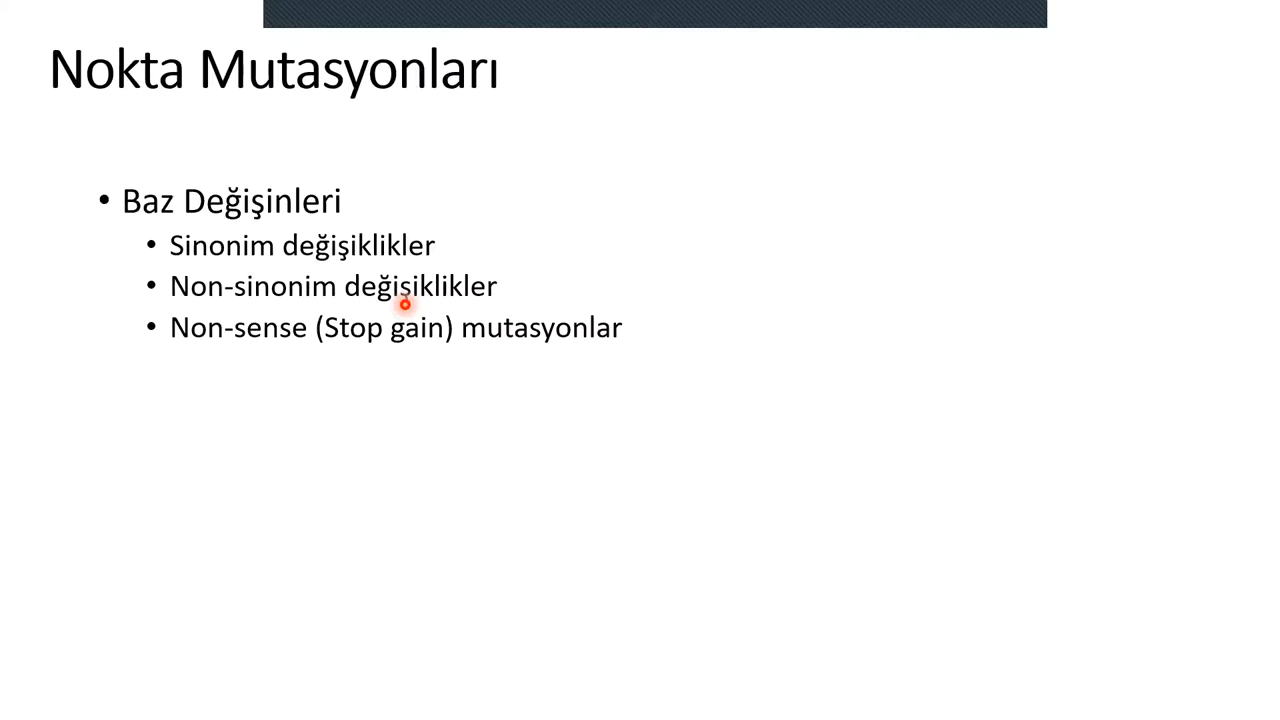 Nokta Mutasyonları
• Baz Değişinleri
• Sinonim değişiklikler
• Non-sinonim değişiklikler
• Non-sense (Stop gain) mutasyonlar